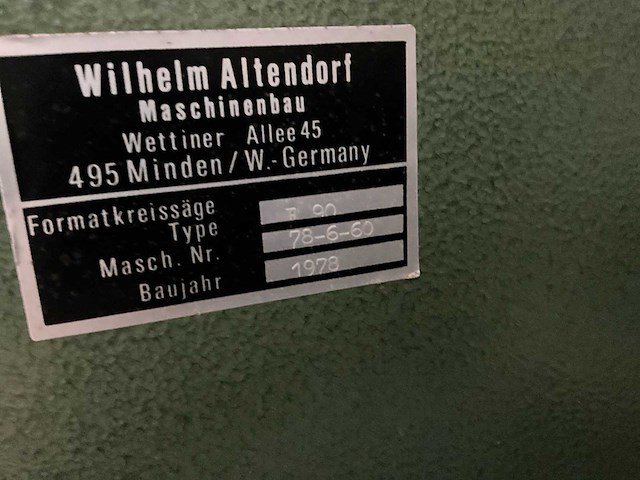 Wilhelm Altendorf
Maschinenbau
Wettiner Allee 45
495 Minden / W.-Germany
Formatkreissäge
Type 90
Masch. Nr. 78-6-60
Baujahr 1978